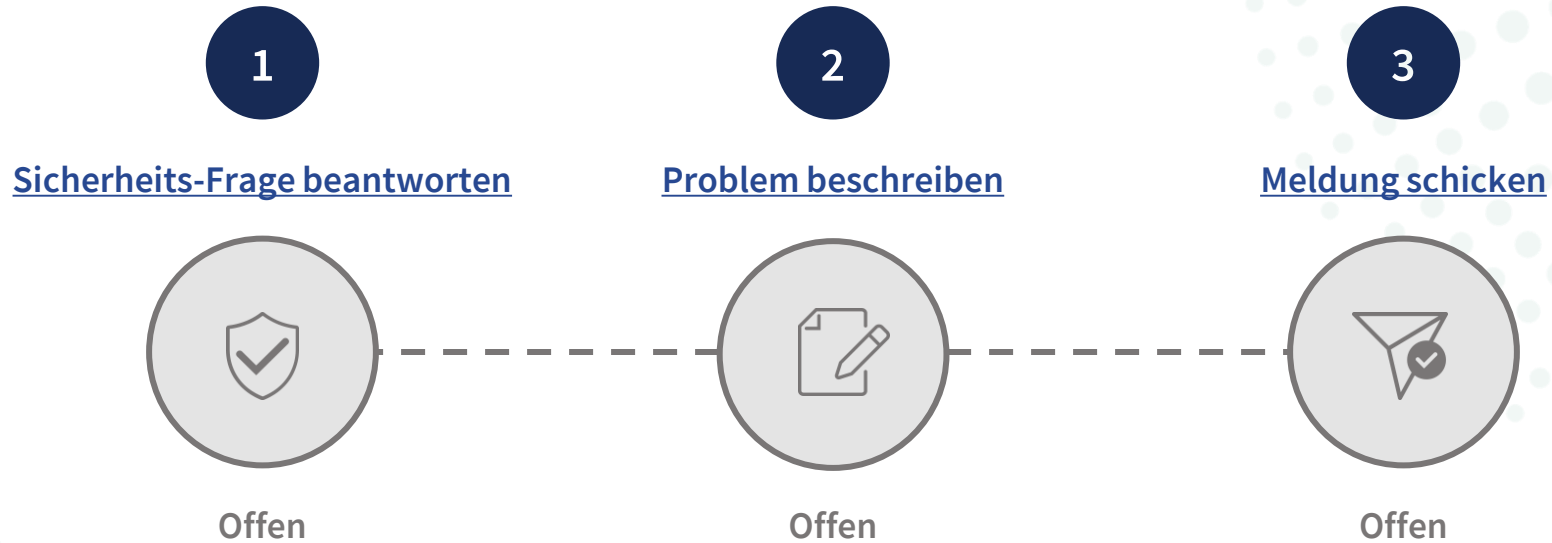 1
2
3
Sicherheits-Frage beantworten
Problem beschreiben
Meldung schicken
Offen
Offen
Offen